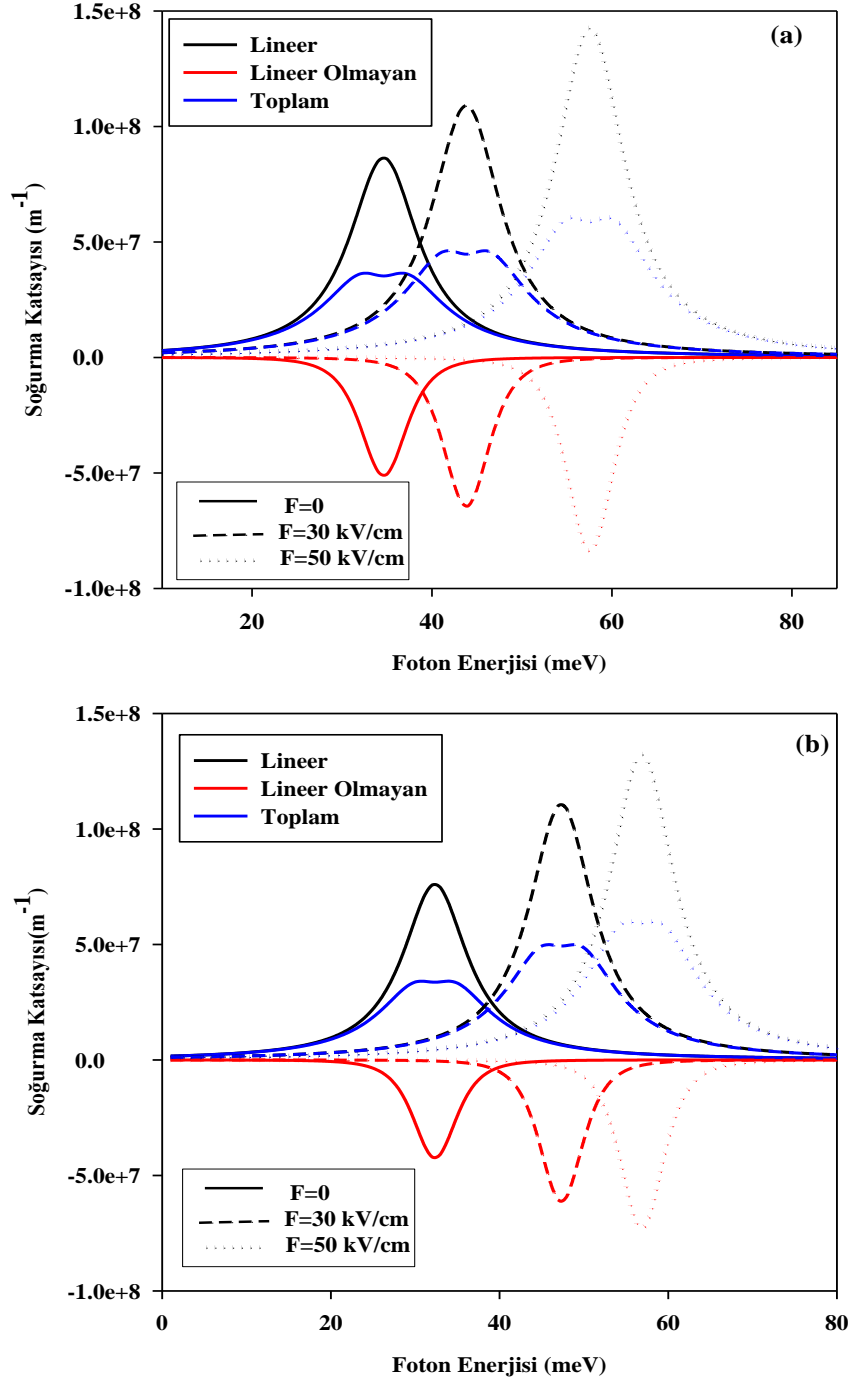 1.5e+8
(a)
Lineer
Lineer Olmayan
Toplam
1.0e+8
5.0e+7
0.0
-5.0e+7
-1.0e+8
Soğurma Katsayısı (m-1)
F=0
F=30 kV/cm
F=50 kV/cm
20 40 60 80
Foton Enerjisi (meV)
1.5e+8
(b)
Lineer
Lineer Olmayan
Toplam
1.0e+8
5.0e+7
0.0
-5.0e+7
-1.0e+8
Soğurma Katsayısı(m-1)
F=0
F=30 kV/cm
F=50 kV/cm
0 20 40 60 80
Foton Enerjisi (meV)